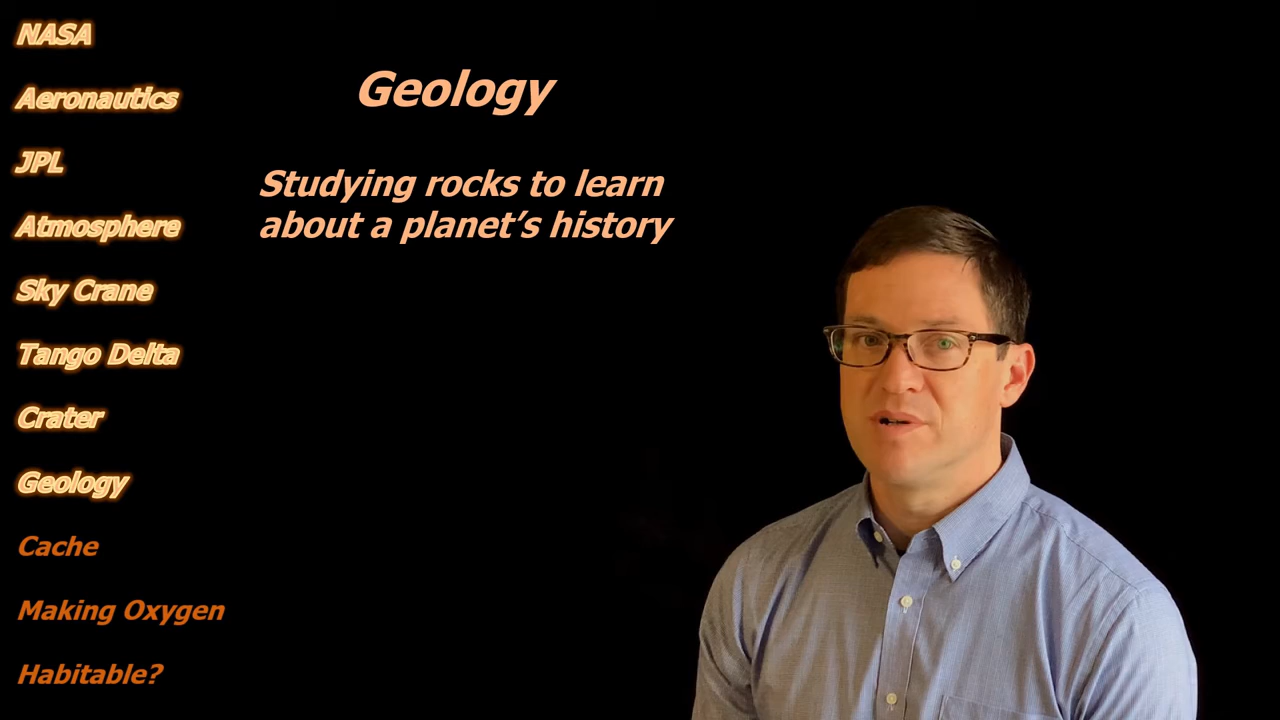 NASA
Aeronautics
JPL
Atmosphere
Sky Crane
Tango Delta
Crater
Geology
Cache
Making Oxygen
Habitable?
Geology
Studying rocks to learn
about a planet's history